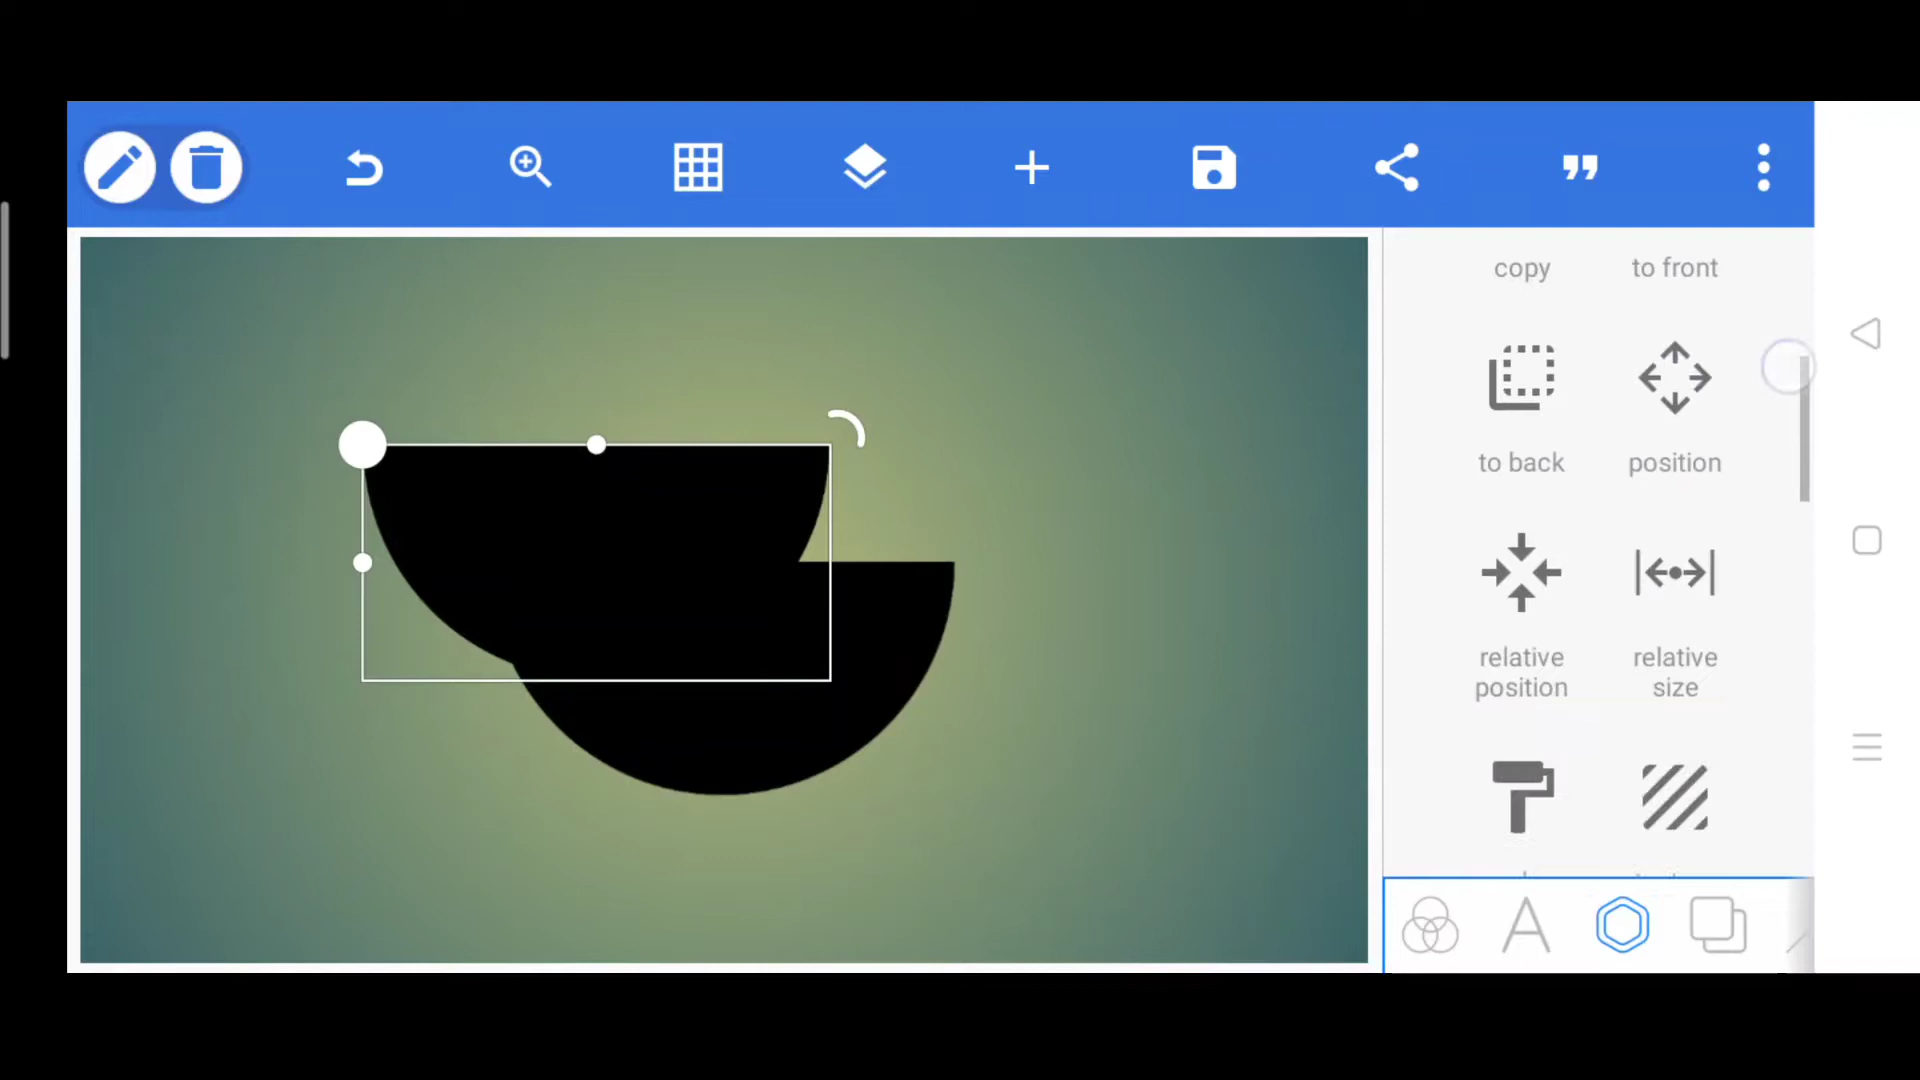 copy
to front
to back
position
relative
position
relative
size